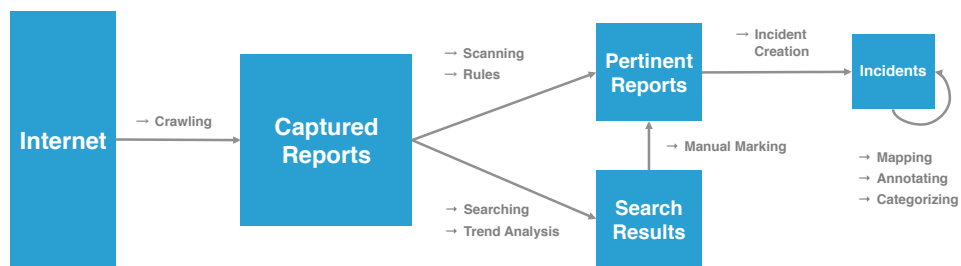 Internet
→ Crawling
Captured
Reports
→ Scanning
→ Rules
→ Searching
→ Trend Analysis
Pertinent
Reports
→ Manual Marking
Search
Results
→ Incident
Creation
Incidents
→ Mapping
→ Annotating
→ Categorizing